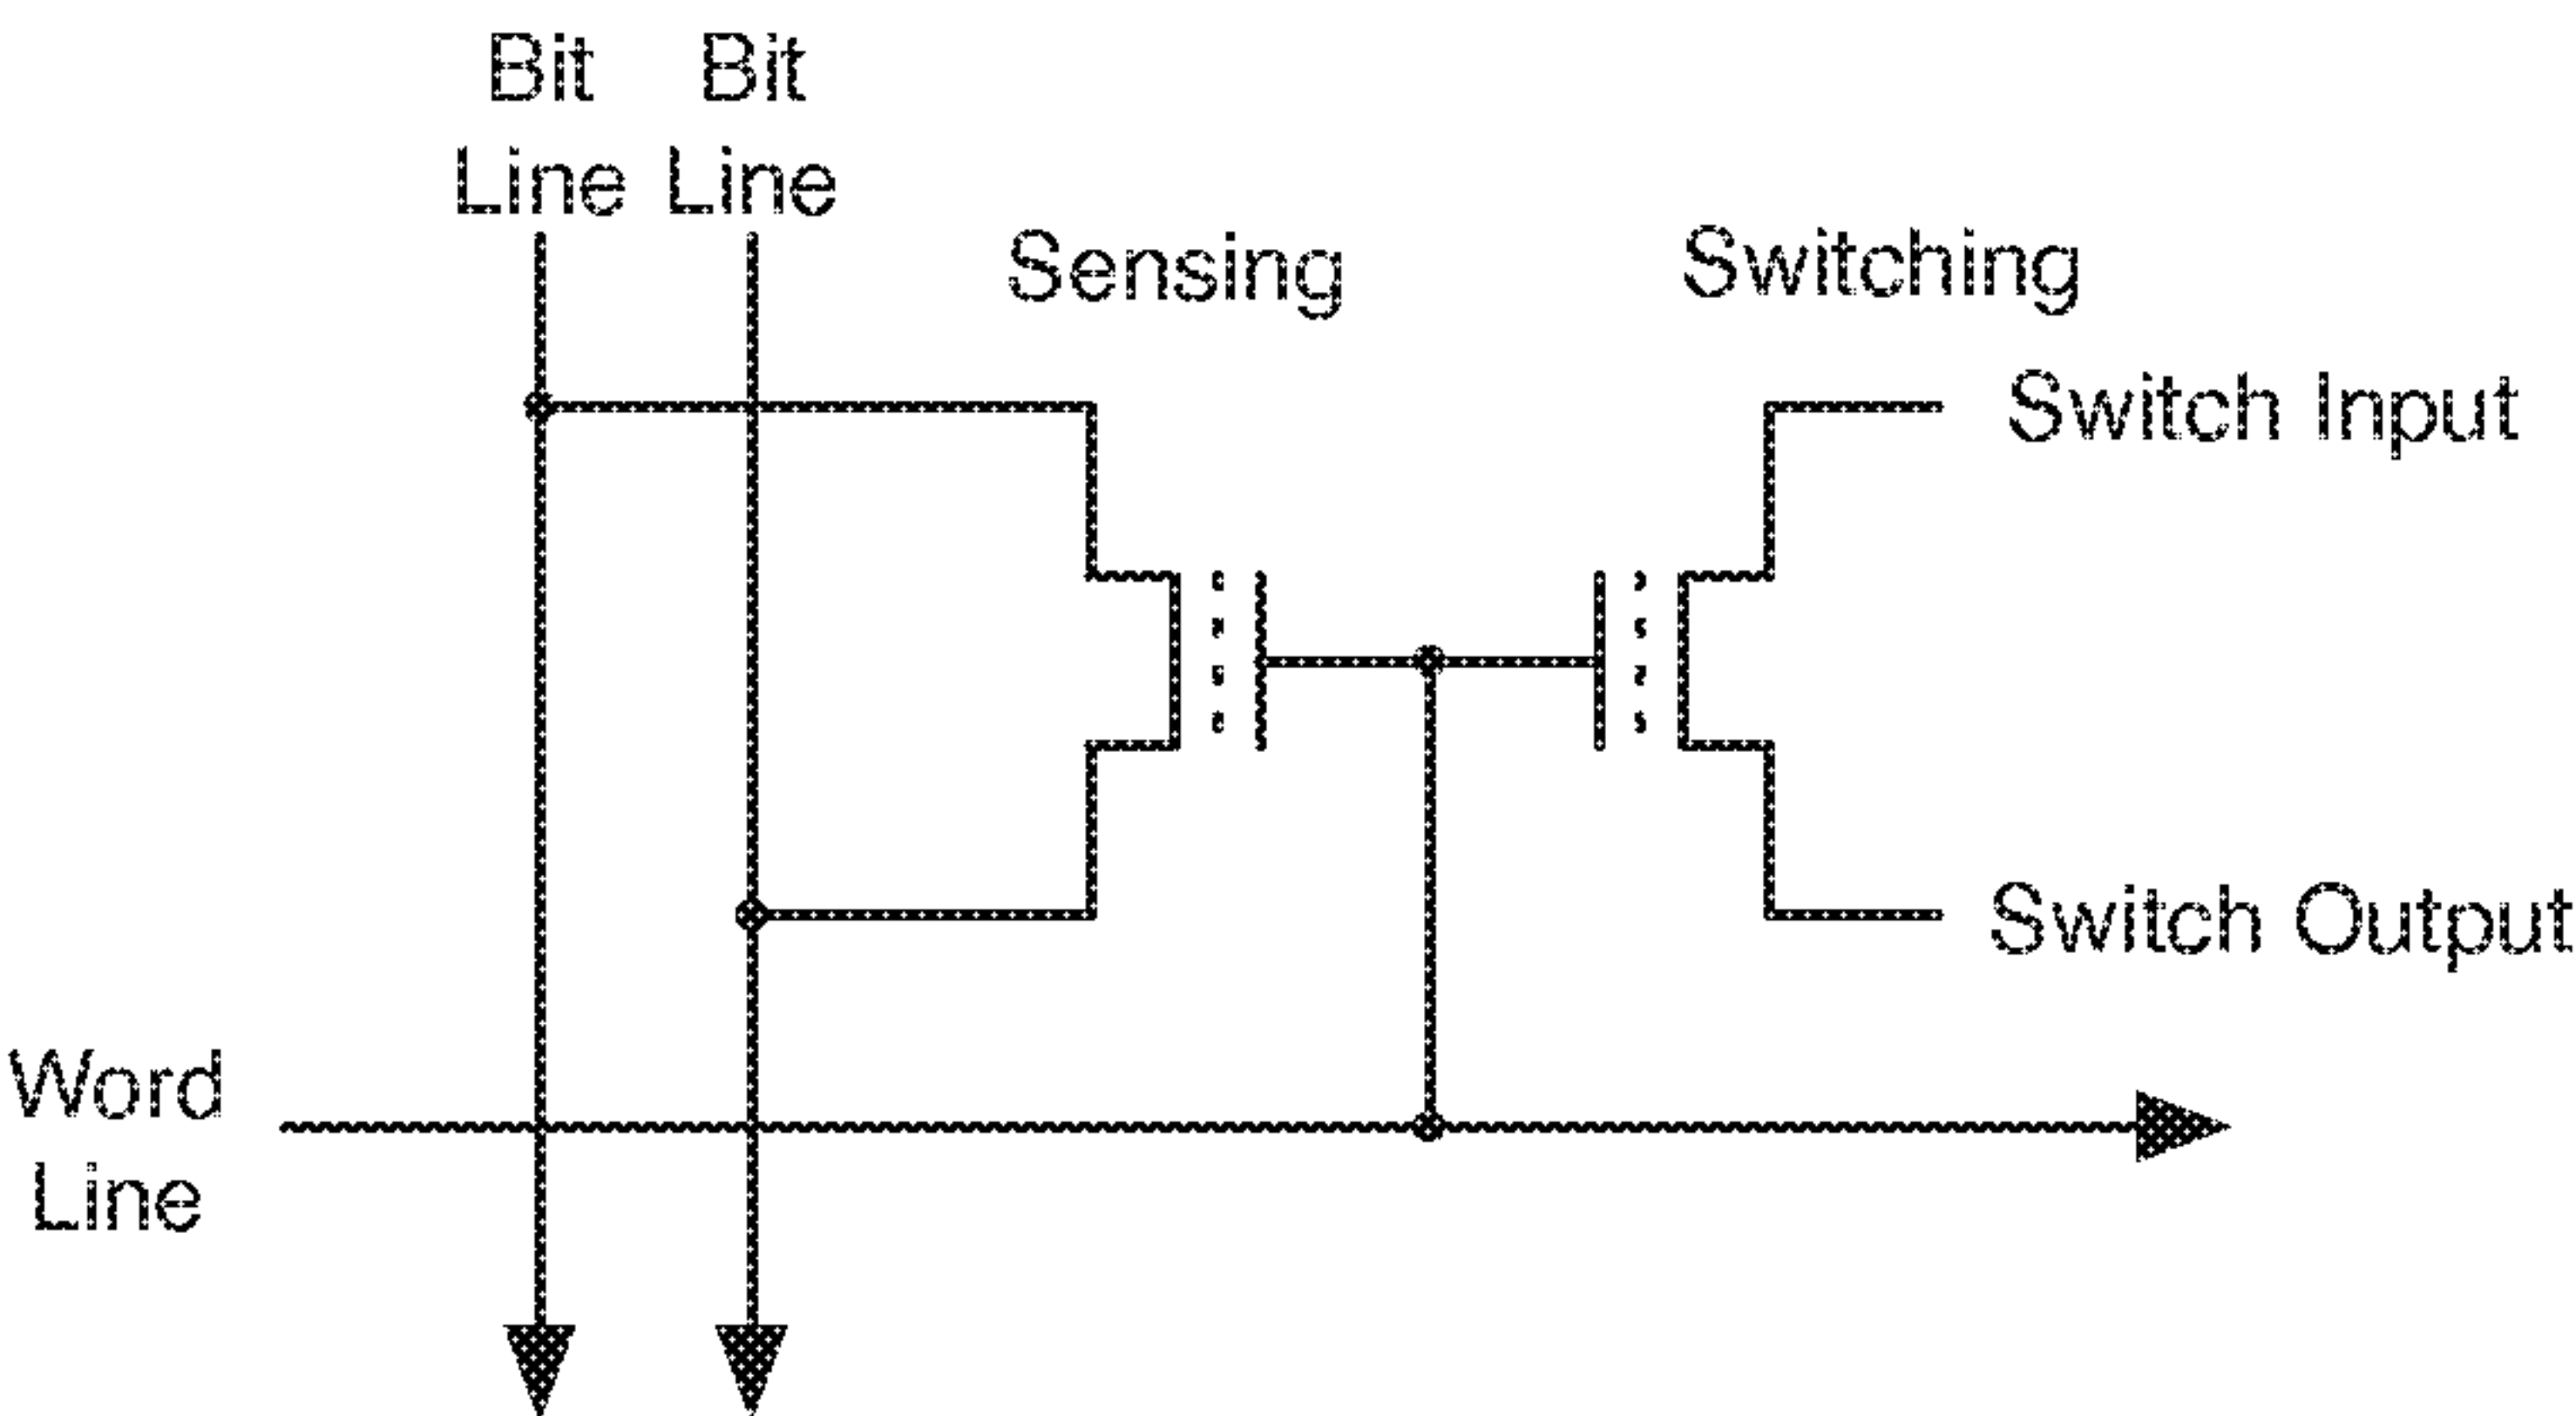 Bit Bit
Line Line
Sensing Switching
Switch Input
Switch Output
Word
Line